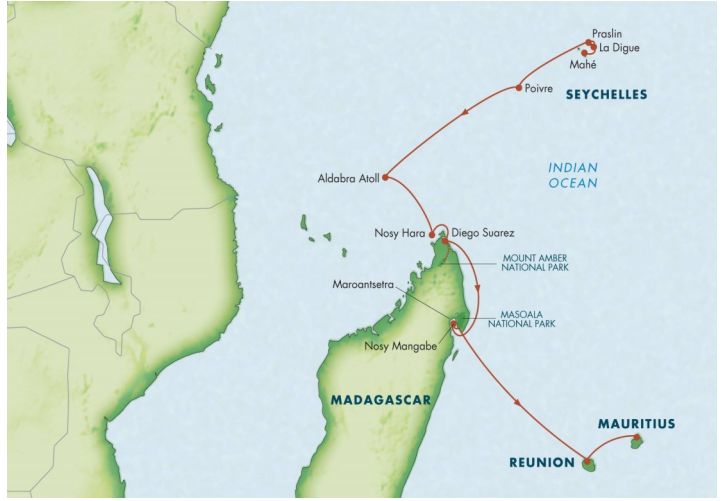 Praslin
La Digue
Mahé
Poivre
SEYCHELLES
INDIAN
OCEAN
Aldabra Atoll
Nosy Hara
Diego Suarez
MOUNT AMBER
NATIONAL PARK
Maroantsetra
MASOALA
NATIONAL PARK
Nosy Mangabe
MADAGASCAR
MAURITIUS
REUNION